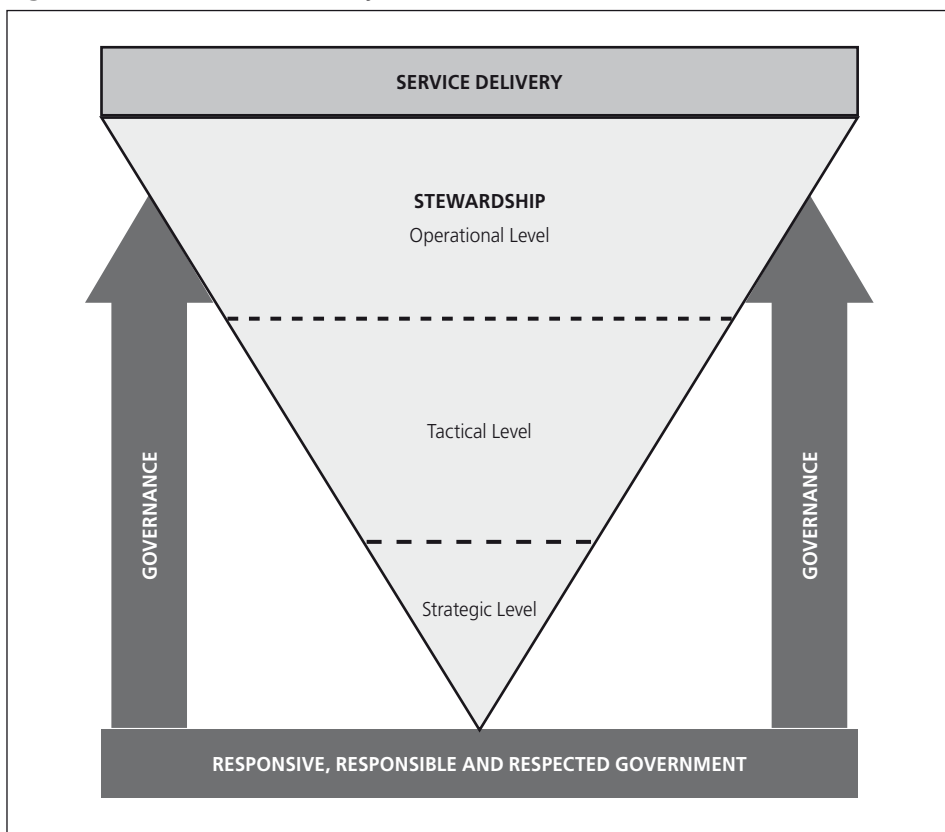 SERVICE DELIVERY
STEWARDSHIP
Operational Level
Tactical Level
GOVERNANCE
GOVERNANCE
Strategic Level
RESPONSIVE, RESPONSIBLE AND RESPECTED GOVERNMENT